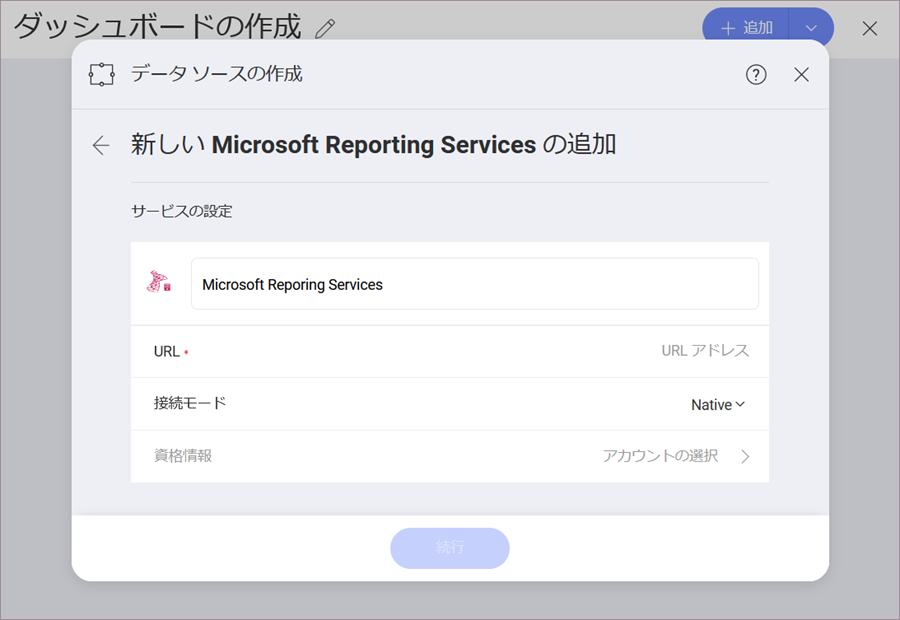 ダッシュボードの作成
追加
データ ソースの作成
新しい Microsoft Reporting Services の追加
サービスの設定
Microsoft Reporing Services
URL *
URL アドレス
接続モード
Native
資格情報
アカウントの選択
続行